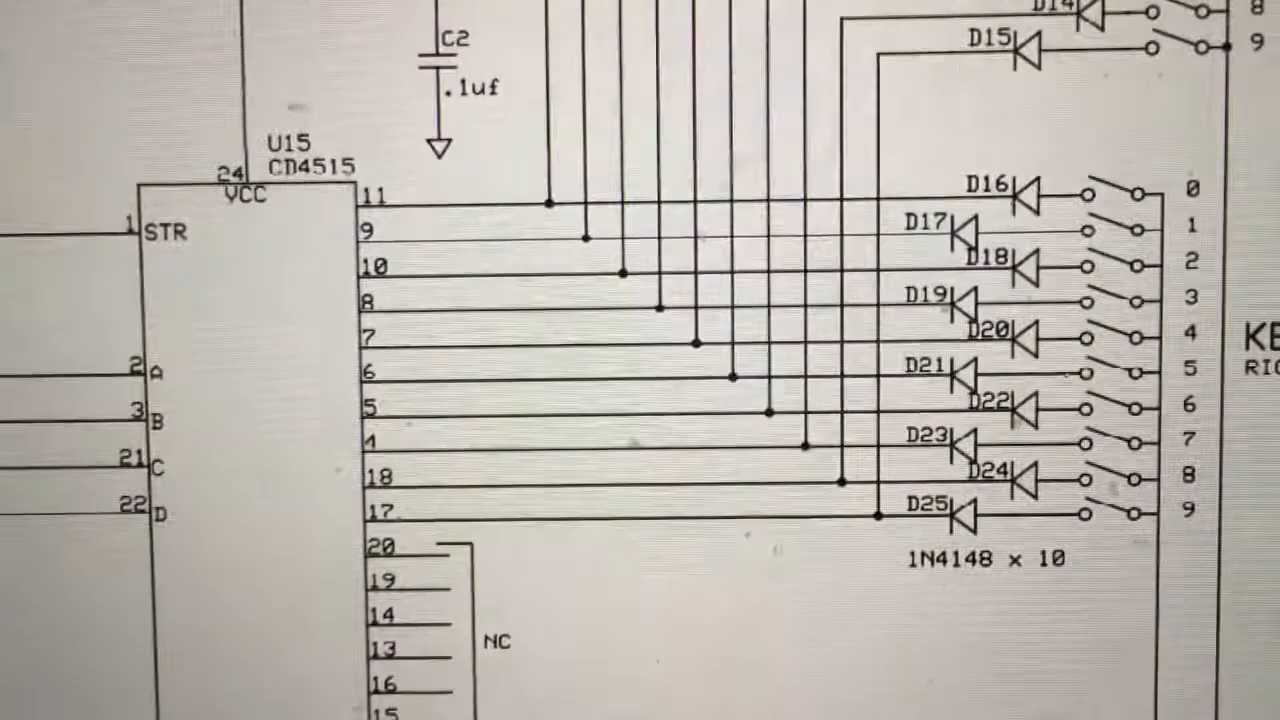 D14
8
D15
9
C2
.1uf
U15
CD4515
24
VCC
1
STR
2
A
3
B
21
C
22
D
11
9
10
8
7
6
5
4
18
17
20
19
14
13
16
15
NC
D16
0
D17
1
D18
2
D19
3
D20
4
D21
5
D22
6
D23
7
D24
8
D25
9
1N4148 x 10